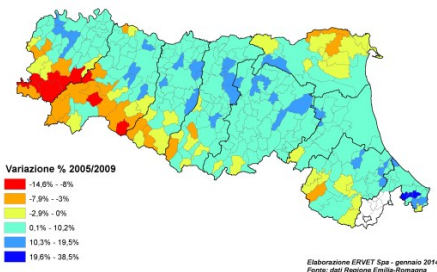 Variazione % 2005/2009
-14,6% - -8%
-7,9% - -3%
-2,9% - 0%
0,1% - 10,2%
10,3% - 19,5%
19,6% - 38,5%
Elaborazione ERVET Spa - gennaio 2014
Fonte: dati Regione Emilia-Romagna